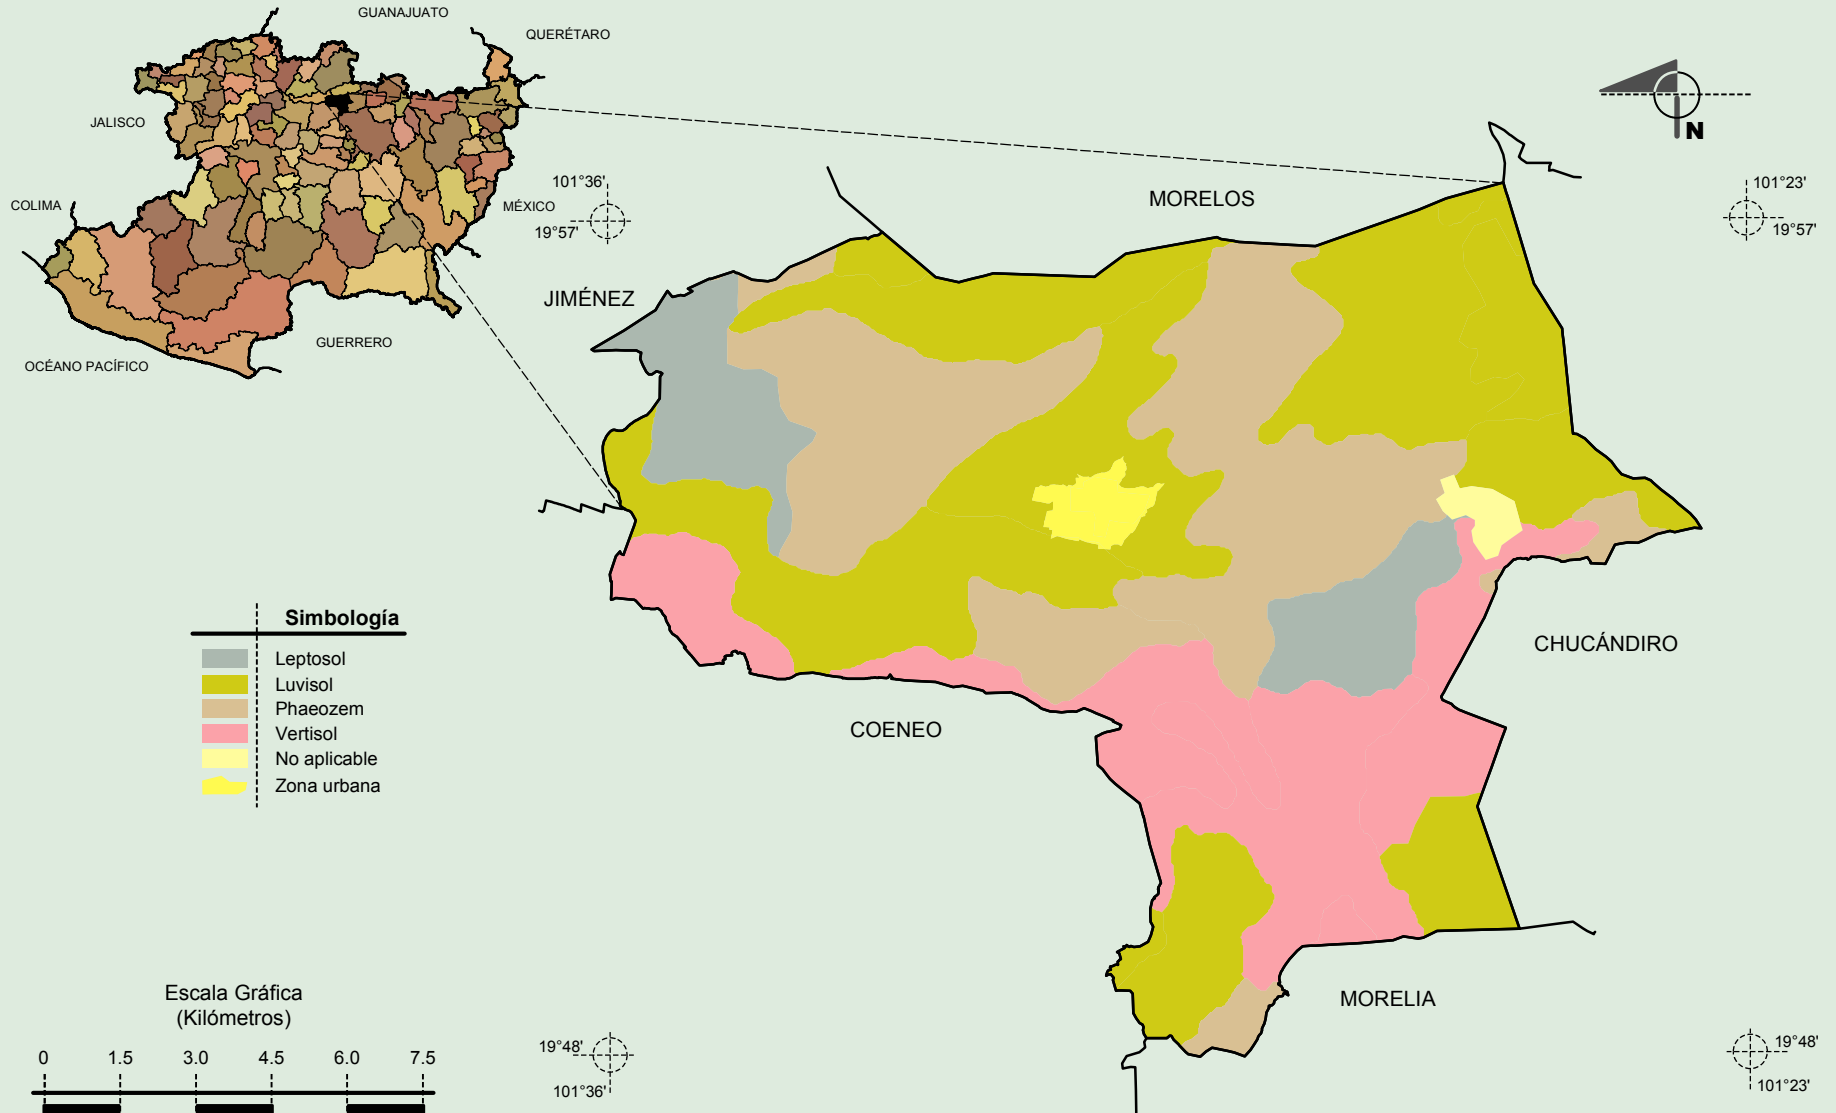 GUANAJUATO
QUERÉTARO
JALISCO
COLIMA
MÉXICO
GUERRERO
OCÉANO PACÍFICO
N
101°36'
19°57'
101°23'
19°57'
MORELOS
JIMÉNEZ
CHUCÁNDIRO
COENEO
MORELIA
Simbología
Leptosol
Luvisol
Phaeozem
Vertisol
No aplicable
Zona urbana
Escala Gráfica
(Kilómetros)
0 1.5 3.0 4.5 6.0 7.5
19°48'
101°36'
19°48'
101°23'